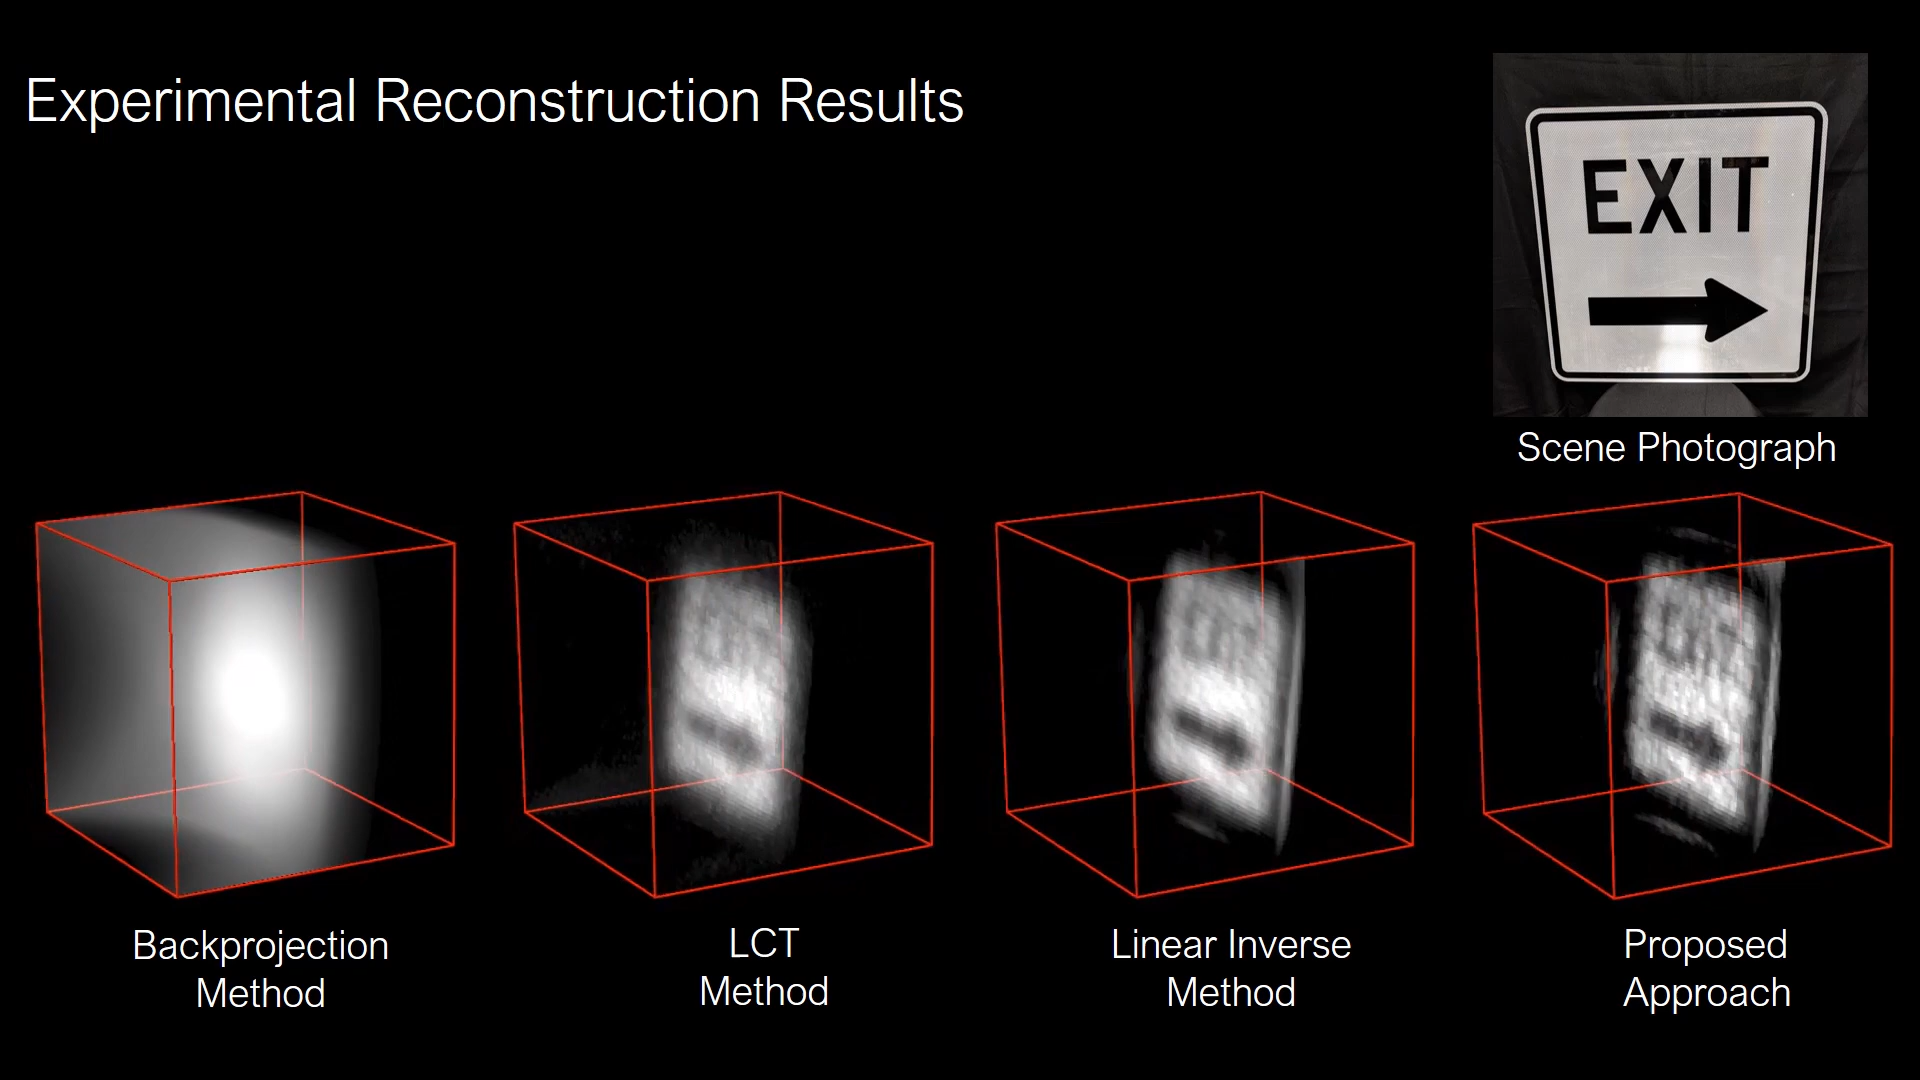 Experimental Reconstruction Results
EXIT
Scene Photograph
Backprojection
Method
LCT
Method
Linear Inverse
Method
Proposed
Approach